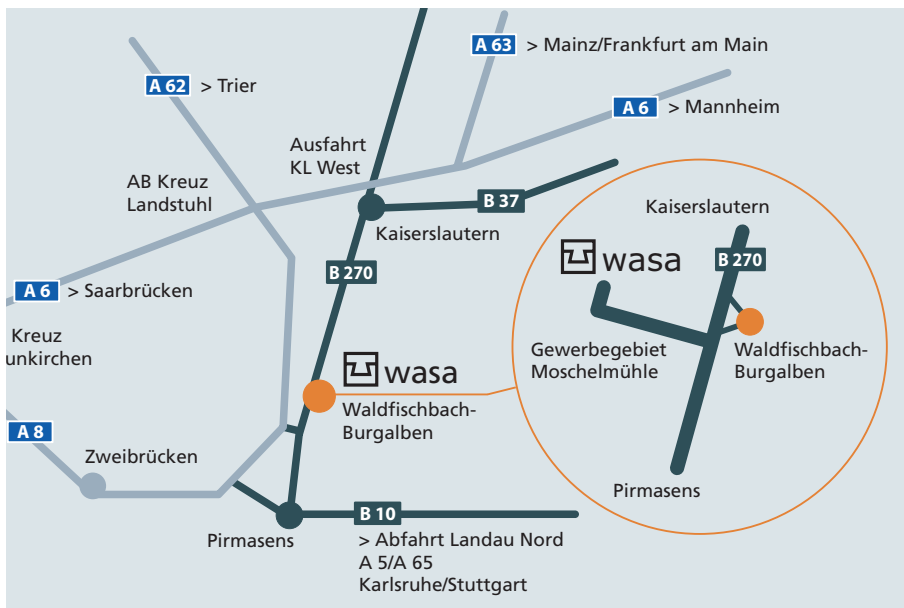 A 63 > Mainz/Frankfurt am Main
A 62 > Trier
A 6 > Mannheim
Ausfahrt
KL West
AB Kreuz
Landstuhl
B 37
Kaiserslautern
Kaiserslautern
B 270
wasa
B 270
A 6 > Saarbrücken
Kreuz
unkirchen
Gewerbegebiet
Moschelmühle
Waldfischbach-
Burgalben
wasa
Waldfischbach-
Burgalben
A 8
Zweibrücken
Pirmasens
B 10
Pirmasens
> Abfahrt Landau Nord
A 5/A 65
Karlsruhe/Stuttgart